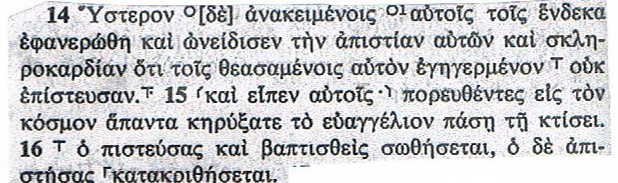 14 Ὕστερον ⸰[δὲ] ἀνακειμένοις ⸰¹αὐτοῖς τοῖς ἕνδεκα
ἐφανερώθη καὶ ὠνείδισεν τὴν ἀπιστίαν αὐτῶν καὶ σκλη-
ροκαρδίαν ὅτι τοῖς θεασαμένοις αὐτὸν ἐγηγερμένον ⸆ οὐκ
ἐπίστευσαν.⸆ 15 ⸂καὶ εἶπεν αὐτοῖς·⸃ πορευθέντες εἰς τὸν
κόσμον ἅπαντα κηρύξατε τὸ εὐαγγέλιον πάσῃ τῇ κτίσει.
16 ⸆ ὁ πιστεύσας καὶ βαπτισθεὶς σωθήσεται, ὁ δὲ ἀπι-
στήσας ⸀κατακριθήσεται.